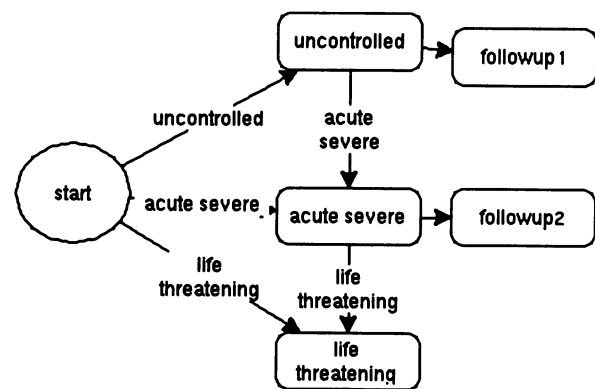 uncontrolled
followup1
uncontrolled
acute
severe
start
acute severe
acute severe
followup2
life
threatening
life
threatening
life
threatening